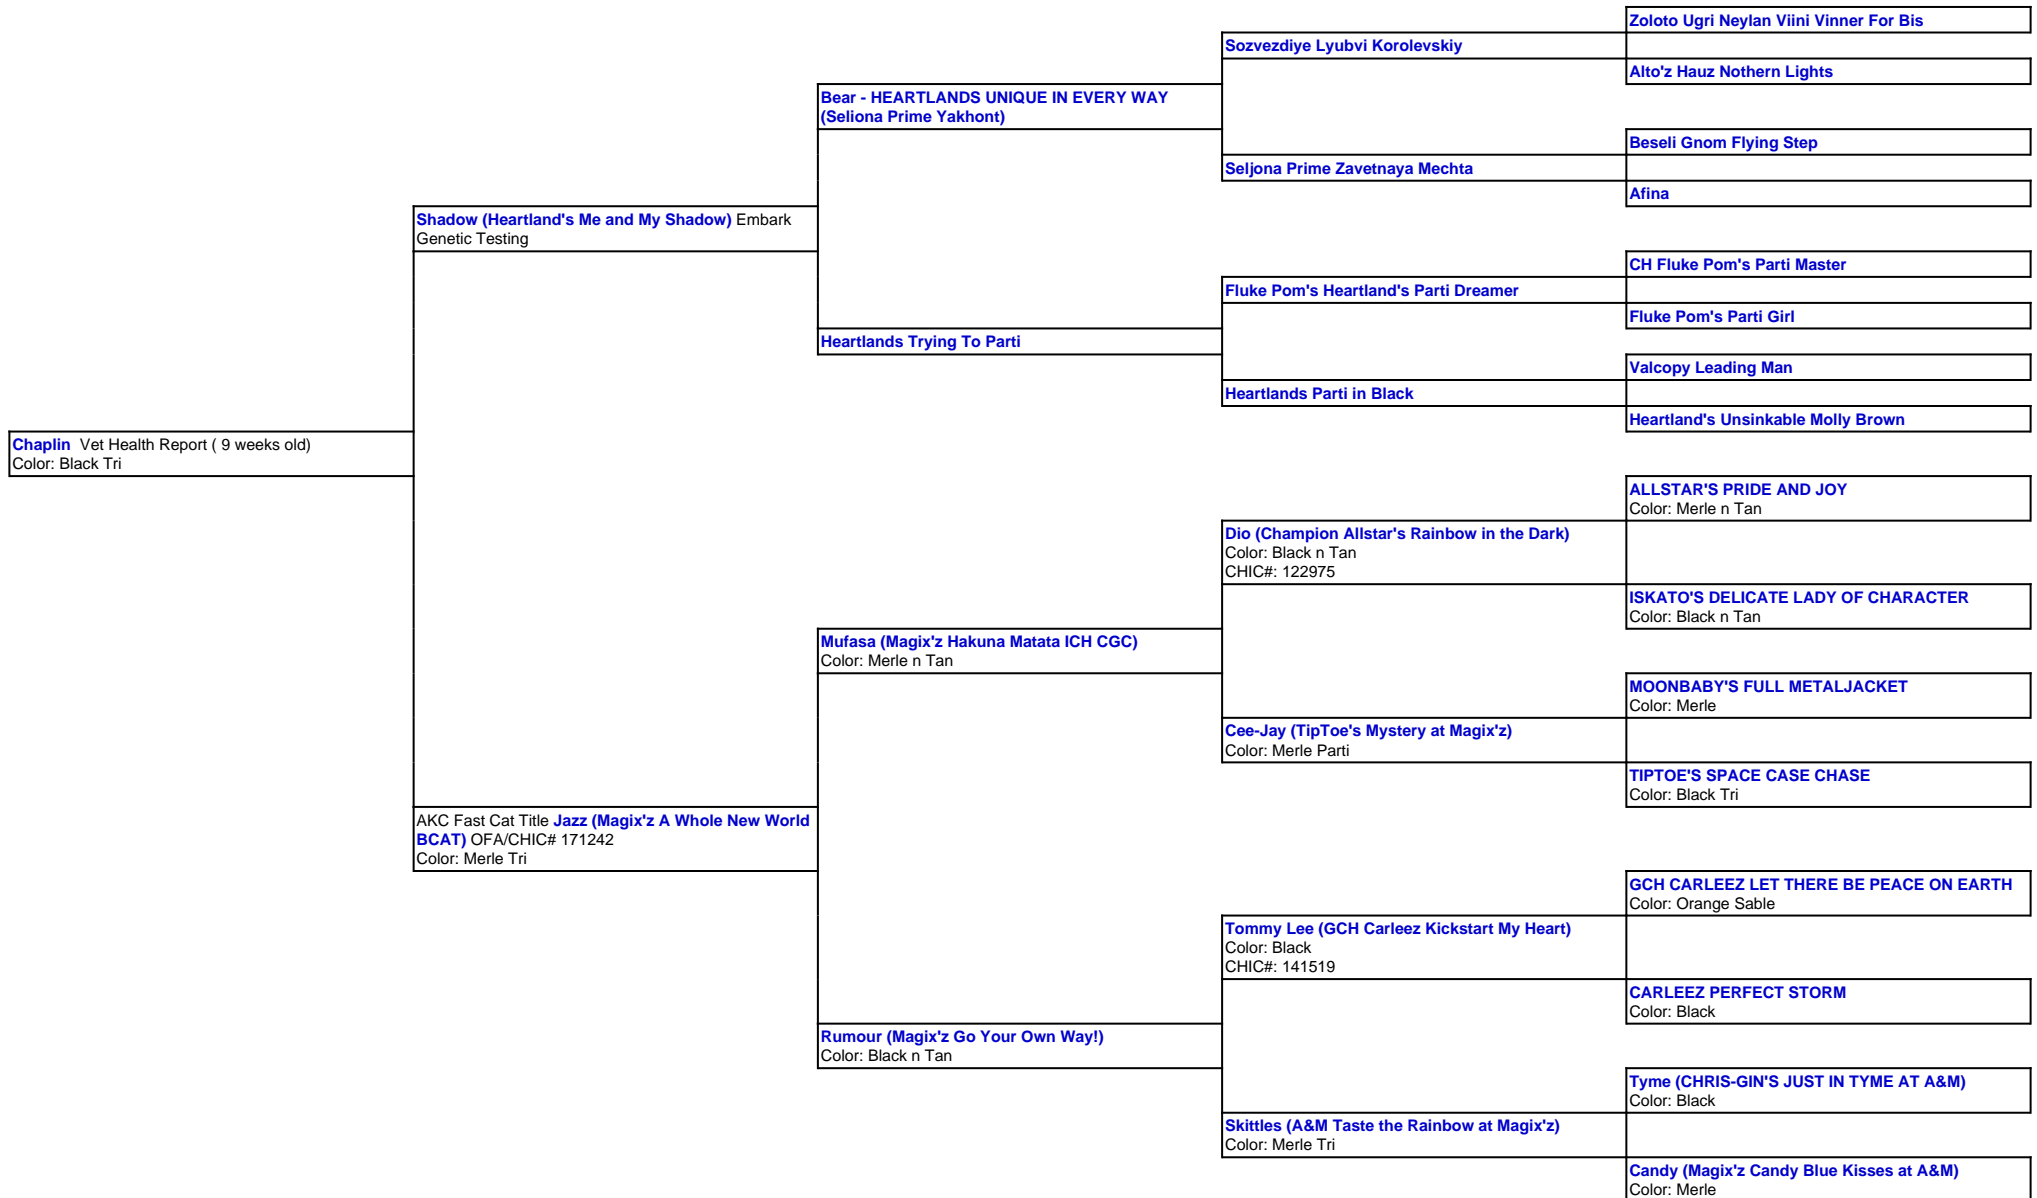 Zoloto Ugri Neylan Viini Vinner For Bis
Sozvezdiye Lyubvi Korolevskiy
Alto'z Hauz Nothern Lights
Bear - HEARTLANDS UNIQUE IN EVERY WAY
(Seliona Prime Yakhont)
Beseli Gnom Flying Step
Seljona Prime Zavetnaya Mechta
Afina
Shadow (Heartland's Me and My Shadow) Embark
Genetic Testing
CH Fluke Pom's Parti Master
Fluke Pom's Heartland's Parti Dreamer
Fluke Pom's Parti Girl
Heartlands Trying To Parti
Valcopy Leading Man
Heartlands Parti in Black
Heartland's Unsinkable Molly Brown
Chaplin Vet Health Report ( 9 weeks old)
Color: Black Tri
ALLSTAR'S PRIDE AND JOY
Color: Merle n Tan
Dio (Champion Allstar's Rainbow in the Dark)
Color: Black n Tan
CHIC#: 122975
ISKATO'S DELICATE LADY OF CHARACTER
Color: Black n Tan
Mufasa (Magix'z Hakuna Matata ICH CGC)
Color: Merle n Tan
MOONBABY'S FULL METALJACKET
Color: Merle
Cee-Jay (TipToe's Mystery at Magix'z)
Color: Merle Parti
TIPTOE'S SPACE CASE CHASE
Color: Black Tri
AKC Fast Cat Title Jazz (Magix'z A Whole New World
BCAT) OFA/CHIC# 171242
Color: Merle Tri
GCH CARLEEZ LET THERE BE PEACE ON EARTH
Color: Orange Sable
Tommy Lee (GCH Carleez Kickstart My Heart)
Color: Black
CHIC#: 141519
CARLEEZ PERFECT STORM
Color: Black
Rumour (Magix'z Go Your Own Way!)
Color: Black n Tan
Tyme (CHRIS-GIN'S JUST IN TYME AT A&M)
Color: Black
Skittles (A&M Taste the Rainbow at Magix'z)
Color: Merle Tri
Candy (Magix'z Candy Blue Kisses at A&M)
Color: Merle